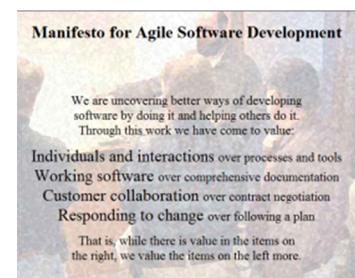 Manifesto for Agile Software Development
We are uncovering better ways of developing
software by doing it and helping others do it.
Through this work we have come to value:
Individuals and interactions over processes and tools
Working software over comprehensive documentation
Customer collaboration over contract negotiation
Responding to change over following a plan
That is, while there is value in the items on
the right, we value the items on the left more.